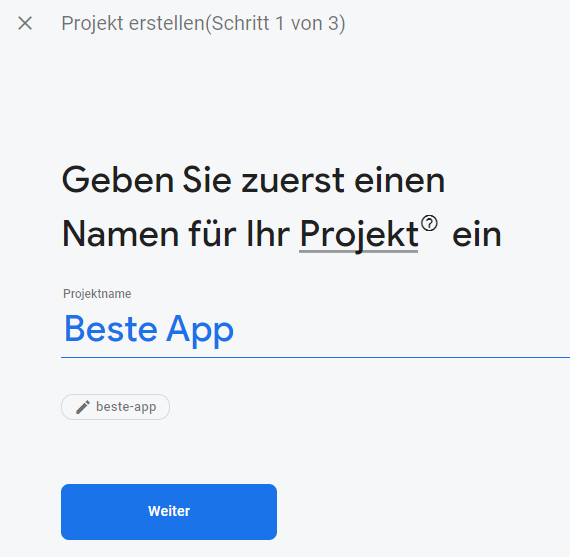 Projekt erstellen(Schritt 1 von 3)
Geben Sie zuerst einen
Namen für Ihr Projekt ? ein
Projektname
Beste App
beste-app
Weiter